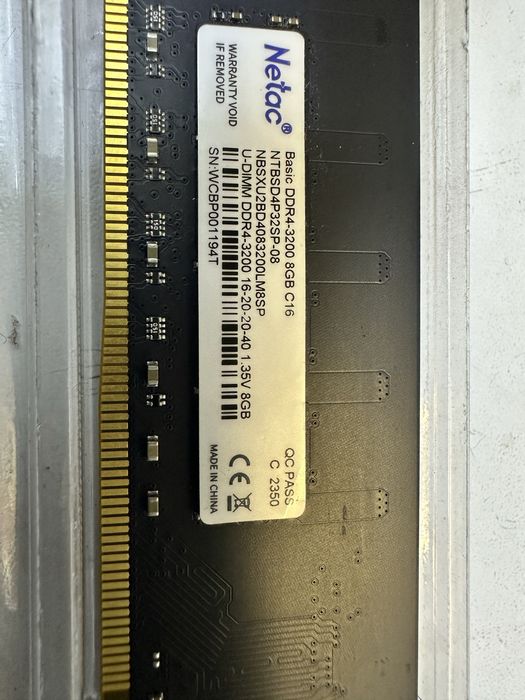 Netac®
WARRANTY VOID
IF REMOVED
Basic DDR4-3200 8GB C16
NTBSD4P32SP-08
NBSXU2BD4083200LM8SP
U-DIMM DDR4-3200 16-20-20-40 1.35V 8GB
SN:WCBP001194T
QC PASS
C 2350
CE
MADE IN CHINA